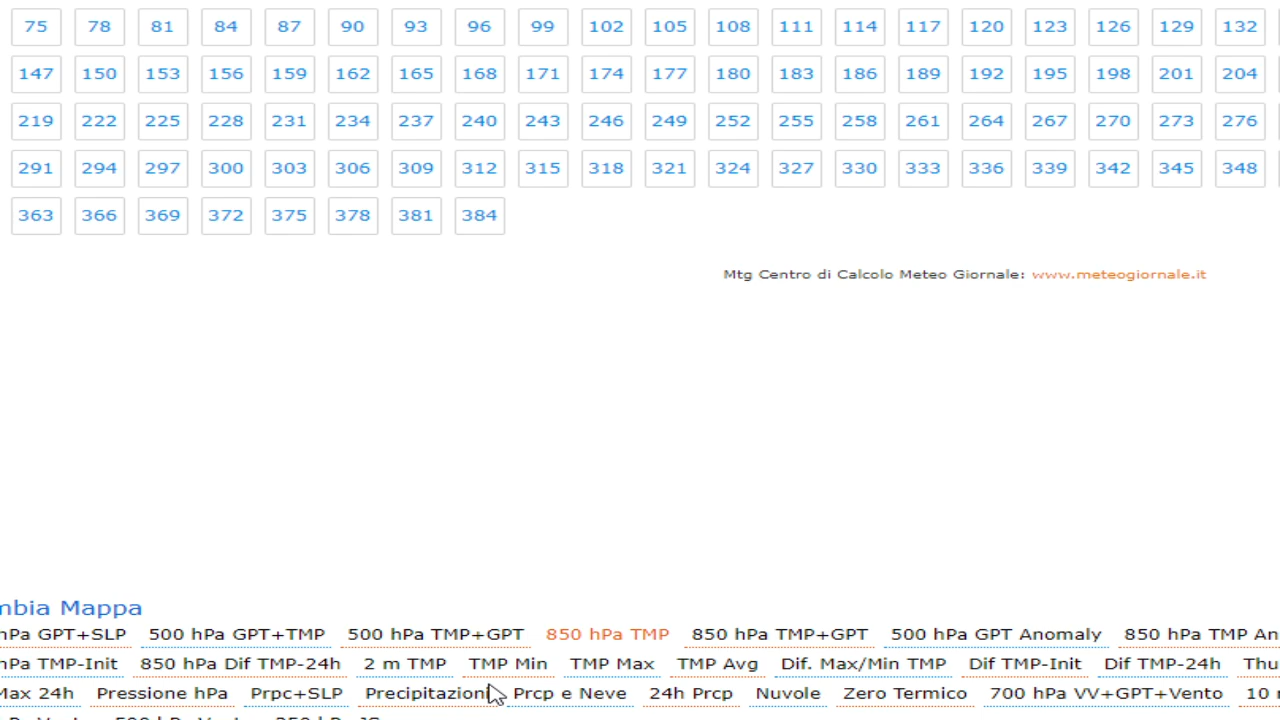 75 78 81 84 87 90 93 96 99 102 105 108 111 114 117 120 123 126 129 132
147 150 153 156 159 162 165 168 171 174 177 180 183 186 189 192 195 198 201 204
219 222 225 228 231 234 237 240 243 246 249 252 255 258 261 264 267 270 273 276
291 294 297 300 303 306 309 312 315 318 321 324 327 330 333 336 339 342 345 348
363 366 369 372 375 378 381 384
Mtg Centro di Calcolo Meteo Giornale: www.meteogiornale.it
mbia Mappa
hPa GPT+SLP 500 hPa GPT+TMP 500 hPa TMP+GPT 850 hPa TMP 850 hPa TMP+GPT 500 hPa GPT Anomaly 850 hPa TMP An
hPa TMP-Init 850 hPa Dif TMP-24h 2 m TMP TMP Min TMP Max TMP Avg Dif. Max/Min TMP Dif TMP-Init Dif TMP-24h Thu
Max 24h Pressione hPa Prpc+SLP Precipitazioni Prcp e Neve 24h Prcp Nuvole Zero Termico 700 hPa VV+GPT+Vento 10